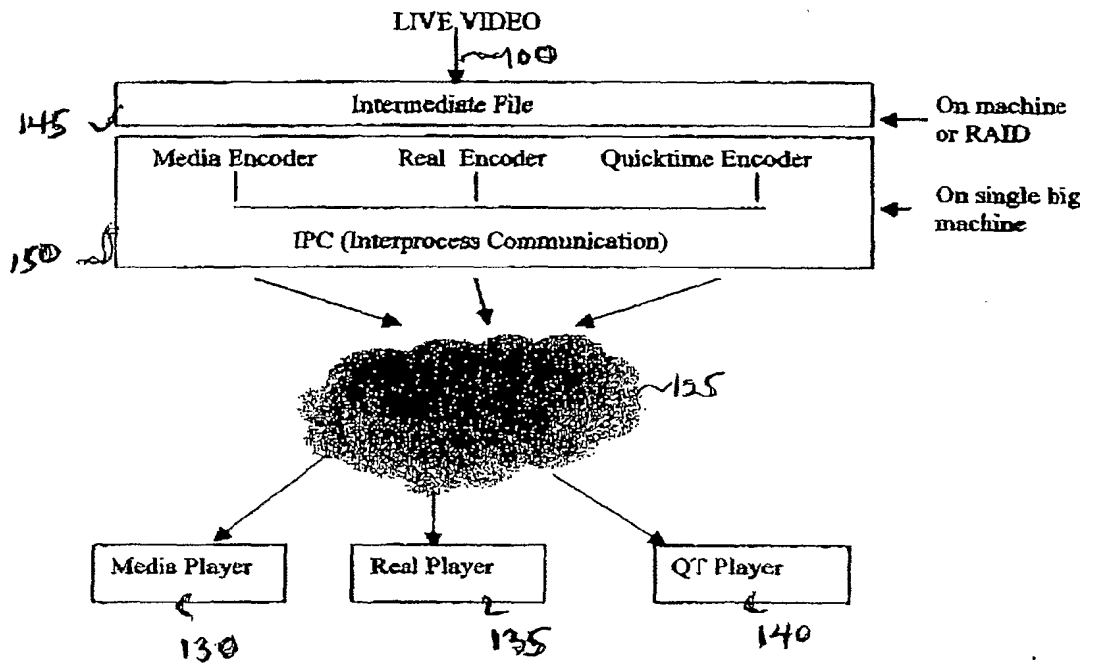 LIVE VIDEO
100
Intermediate File
145
On machine
or RAID
Media Encoder Real Encoder Quicktime Encoder
On single big
machine
IPC (Interprocess Communication)
150
125
Media Player Real Player QT Player
130 135 140